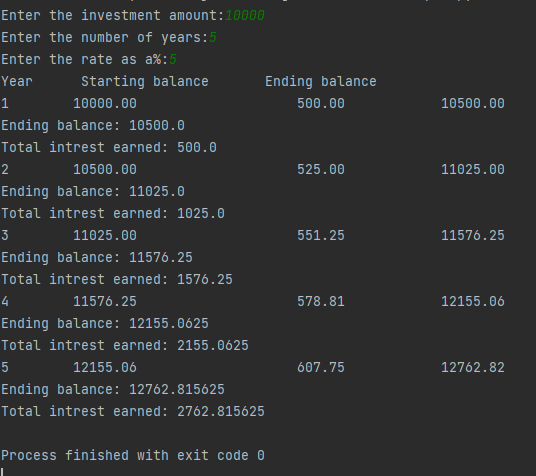 Enter the investment amount:10000
Enter the number of years:5
Enter the rate as a%:5
Year Starting balance Ending balance
1 10000.00 500.00 10500.00
Ending balance: 10500.0
Total intrest earned: 500.0
2 10500.00 525.00 11025.00
Ending balance: 11025.0
Total intrest earned: 1025.0
3 11025.00 551.25 11576.25
Ending balance: 11576.25
Total intrest earned: 1576.25
4 11576.25 578.81 12155.06
Ending balance: 12155.0625
Total intrest earned: 2155.0625
5 12155.06 607.75 12762.82
Ending balance: 12762.815625
Total intrest earned: 2762.815625
Process finished with exit code 0